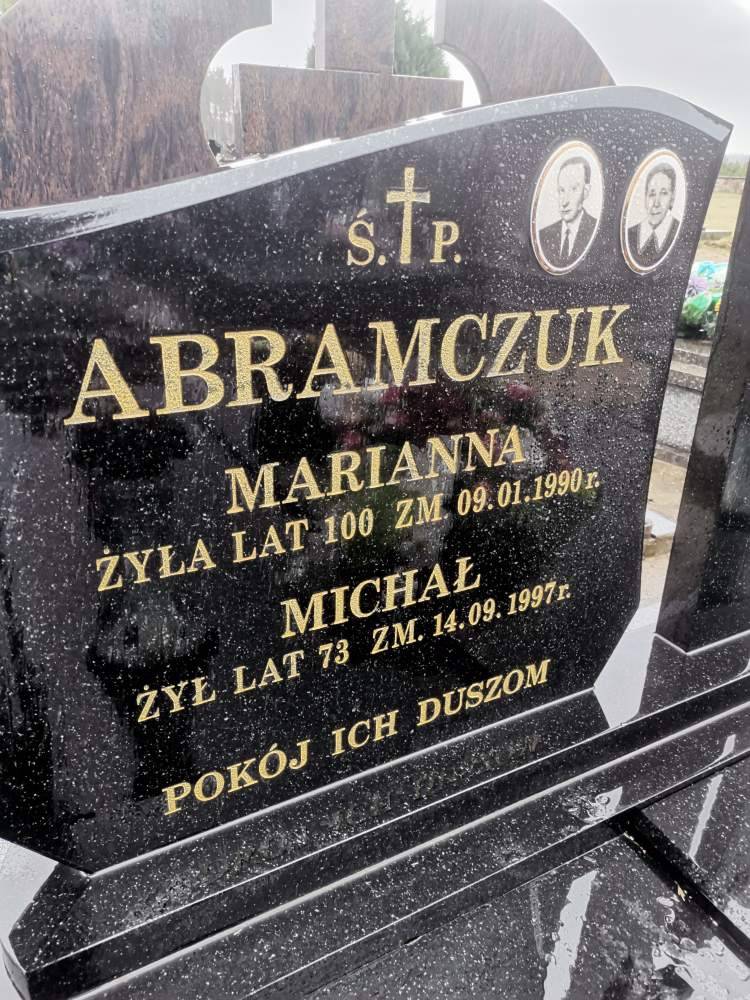 Ś. P.
ABRAMCZUK
MARIANNA
ŻYŁA LAT 100 ZM 09.01.1990 r.
MICHAŁ
ŻYŁ LAT 73 ZM. 14.09.1997r.
POKÓJ ICH DUSZOM